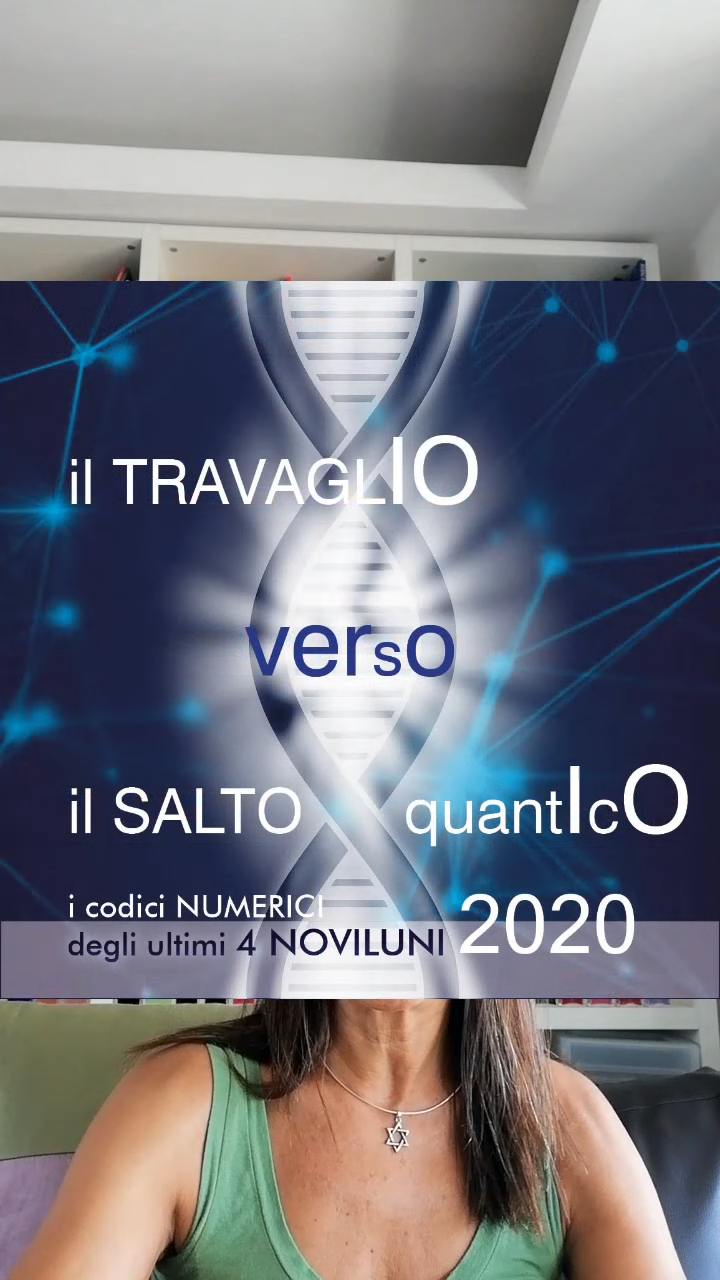 il TRAVAGLIO
verso
il SALTO quantIcO
i codici NUMERICI
degli ultimi 4 NOVILUNI 2020